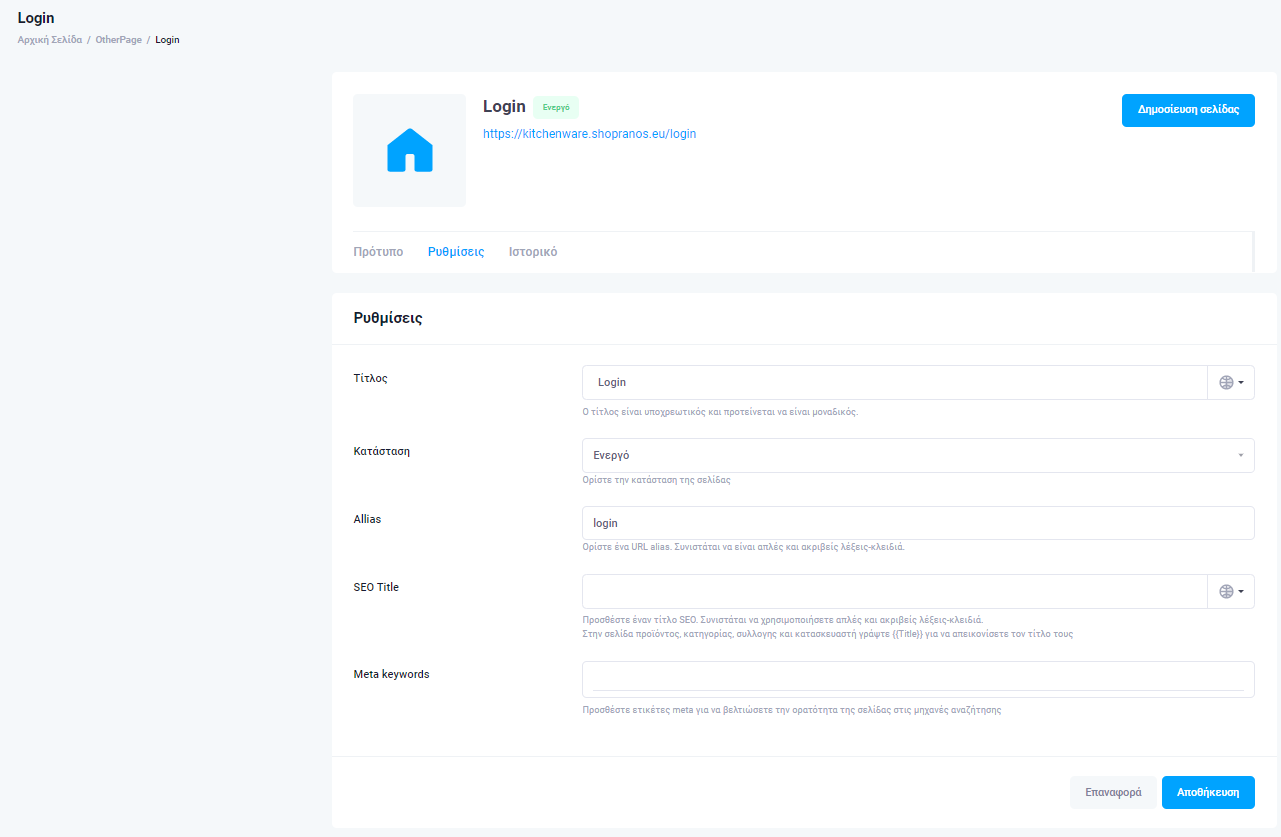 Login
Αρχική Σελίδα / OtherPage / Login
Login Ενεργό
Δημοσίευση σελίδας
https://kitchenware.shopranos.eu/login
Πρότυπο Ρυθμίσεις Ιστορικό
Ρυθμίσεις
Τίτλος
Login
Ο τίτλος είναι υποχρεωτικός και προτείνεται να είναι μοναδικός.
Κατάσταση
Ενεργό
Ορίστε την κατάσταση της σελίδας
Allias
login
Ορίστε ένα URL alias. Συνιστάται να είναι απλές και ακριβείς λέξεις-κλειδιά.
SEO Title
Προσθέστε έναν τίτλο SEO. Συνιστάται να χρησιμοποιήσετε απλές και ακριβείς λέξεις-κλειδιά.
Στην σελίδα προϊόντος, κατηγορίας, συλλογης και κατασκευαστή γράψτε {{Title}} για να απεικονίσετε τον τίτλο τους
Meta keywords
Προσθέστε ετικέτες meta για να βελτιώσετε την ορατότητα της σελίδας στις μηχανές αναζήτησης
Επαναφορά Αποθήκευση